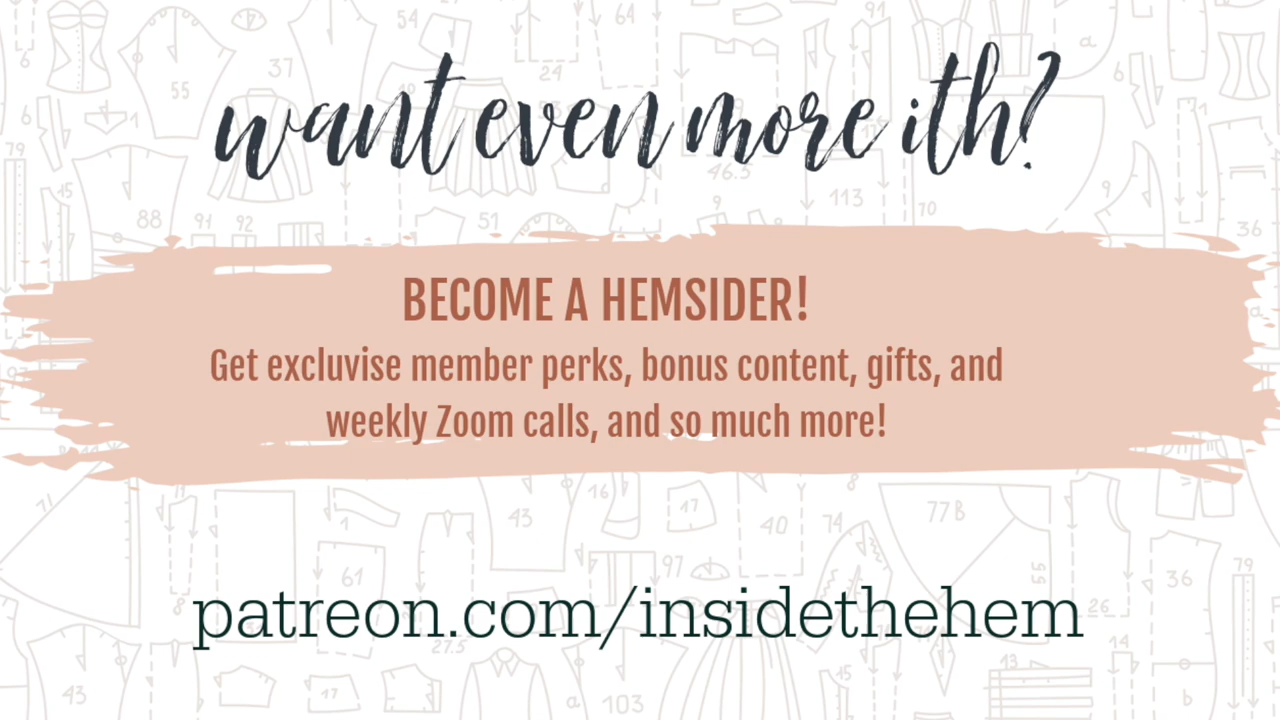 want even more ith?
BECOME A HEMSIDER!
Get excluvise member perks, bonus content, gifts, and
weekly Zoom calls, and so much more!
patreon.com/insidethehem